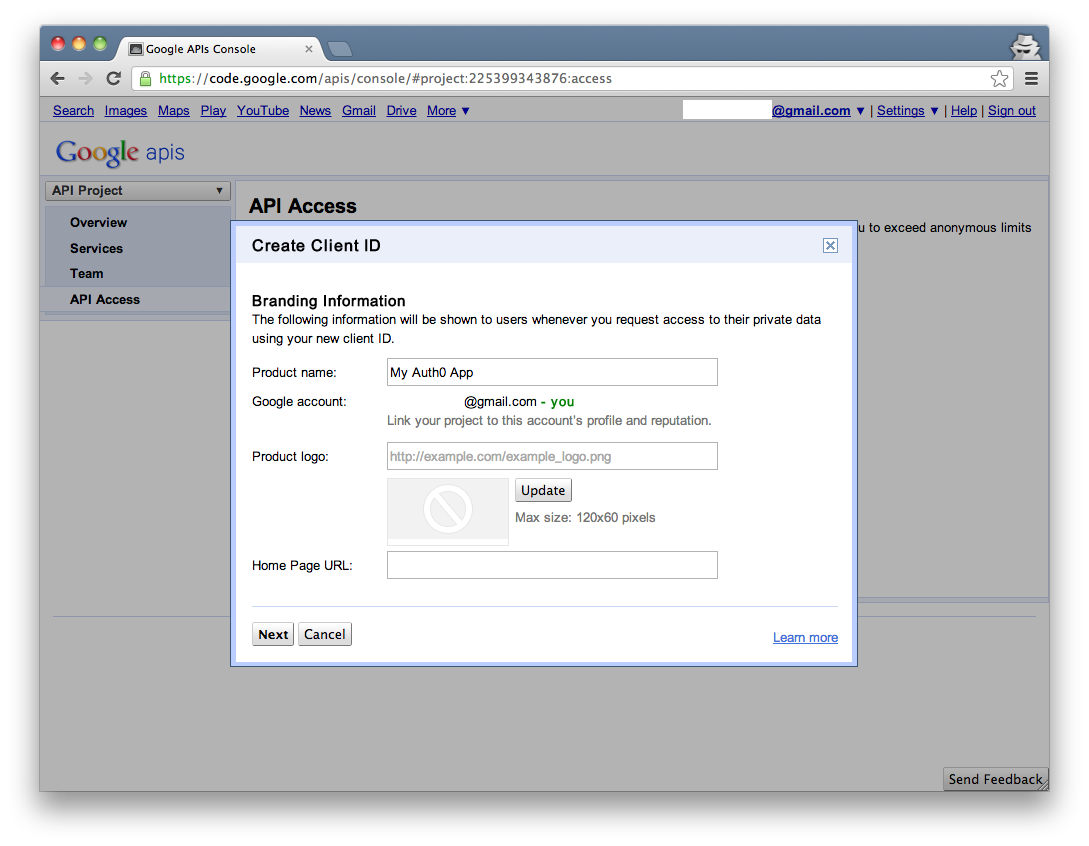 Google APIs Console
https://code.google.com/apis/console/#project:225399343876:access
Search Images Maps Play YouTube News Gmail Drive More ▼ @gmail.com ▼ | Settings ▼ | Help | Sign out
Google apis
API Project ▼
Overview
Services
Team
API Access
API Access
u to exceed anonymous limits
Create Client ID
Branding Information
The following information will be shown to users whenever you request access to their private data
using your new client ID.
Product name: My Auth0 App
Google account: @gmail.com - you
Link your project to this account's profile and reputation.
Product logo: http://example.com/example_logo.png
Update
Max size: 120x60 pixels
Home Page URL:
Next Cancel Learn more
Send Feedback